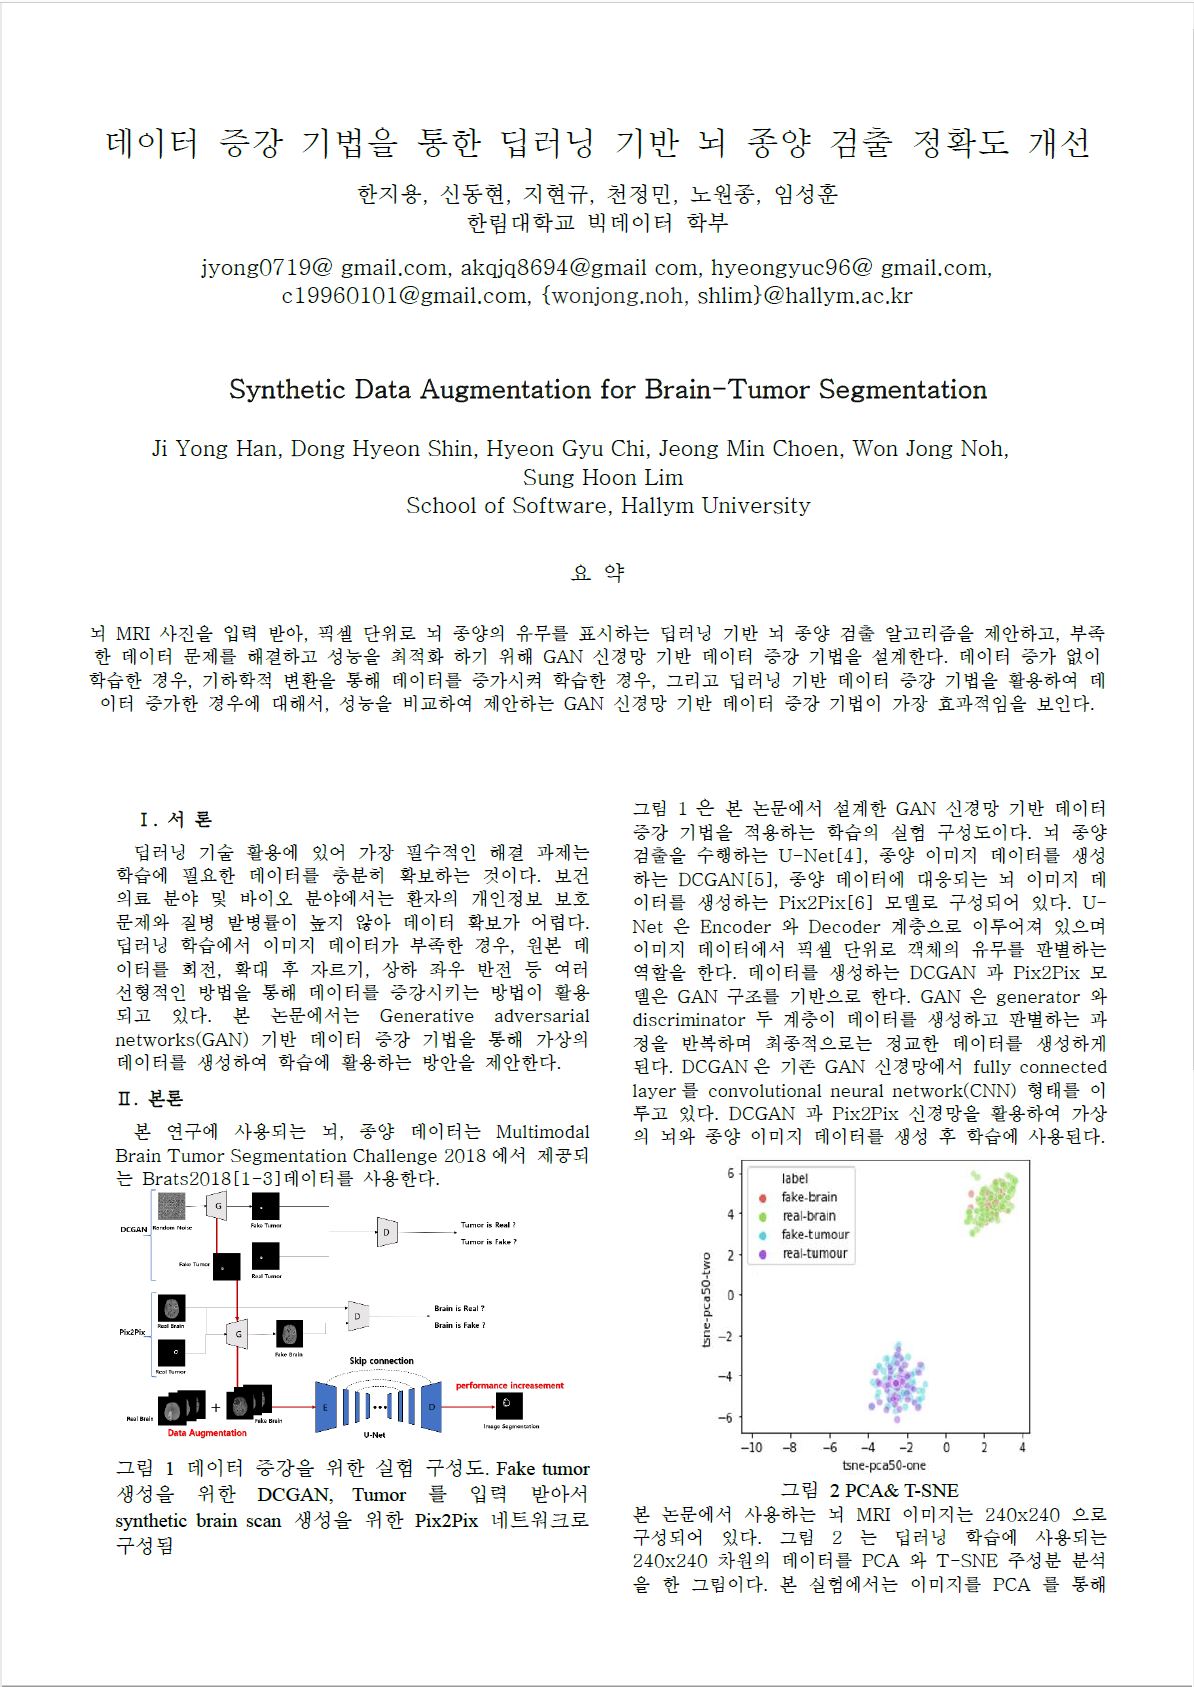 데이터 증강 기법을 통한 딥러닝 기반 뇌 종양 검출 정확도 개선
한지용, 신동현, 지현규, 천정민, 노원종, 임성훈
한림대학교 빅데이터 학부
jyong0719@ gmail.com, akqjq8694@gmail com, hyeongyuc96@ gmail.com,
c19960101@gmail.com, {wonjong.noh, shlim}@hallym.ac.kr
Synthetic Data Augmentation for Brain-Tumor Segmentation
Ji Yong Han, Dong Hyeon Shin, Hyeon Gyu Chi, Jeong Min Choen, Won Jong Noh,
Sung Hoon Lim
School of Software, Hallym University
요 약
뇌 MRI 사진을 입력 받아, 픽셀 단위로 뇌 종양의 유무를 표시하는 딥러닝 기반 뇌 종양 검출 알고리즘을 제안하고, 부족
한 데이터 문제를 해결하고 성능을 최적화 하기 위해 GAN 신경망 기반 데이터 증강 기법을 설계한다. 데이터 증가 없이
학습한 경우, 기하학적 변환을 통해 데이터를 증가시켜 학습한 경우, 그리고 딥러닝 기반 데이터 증강 기법을 활용하여 데
이터 증가한 경우에 대해서, 성능을 비교하여 제안하는 GAN 신경망 기반 데이터 증강 기법이 가장 효과적임을 보인다.
Ⅰ. 서 론
딥러닝 기술 활용에 있어 가장 필수적인 해결 과제는
학습에 필요한 데이터를 충분히 확보하는 것이다. 보건
의료 분야 및 바이오 분야에서는 환자의 개인정보 보호
문제와 질병 발병률이 높지 않아 데이터 확보가 어렵다.
딥러닝 학습에서 이미지 데이터가 부족한 경우, 원본 데
이터를 회전, 확대 후 자르기, 상하 좌우 반전 등 여러
선형적인 방법을 통해 데이터를 증강시키는 방법이 활용
되고 있다. 본 논문에서는 Generative adversarial
networks(GAN) 기반 데이터 증강 기법을 통해 가상의
데이터를 생성하여 학습에 활용하는 방안을 제안한다.
Ⅱ. 본론
본 연구에 사용되는 뇌, 종양 데이터는 Multimodal
Brain Tumor Segmentation Challenge 2018 에서 제공되
는 Brats2018[1-3]데이터를 사용한다.
DCGAN
Random Noise
G
Fake Tumor
Fake Tumor
Real Tumor
D
Tumor is Real ?
Tumor is Fake ?
Pix2Pix
Real Brain
Real Tumor
G
Fake Brain
D
Brain is Real ?
Brain is Fake ?
Real Brain
+
Fake Brain
Data Augmentation
Skip connection
E
D
U-Net
performance increasement
Image Segmentation
그림 1 데이터 증강을 위한 실험 구성도. Fake tumor
생성을 위한 DCGAN, Tumor 를 입력 받아서
synthetic brain scan 생성을 위한 Pix2Pix 네트워크로
구성됨
그림 1 은 본 논문에서 설계한 GAN 신경망 기반 데이터
증강 기법을 적용하는 학습의 실험 구성도이다. 뇌 종양
검출을 수행하는 U-Net[4], 종양 이미지 데이터를 생성
하는 DCGAN[5], 종양 데이터에 대응되는 뇌 이미지 데
이터를 생성하는 Pix2Pix[6] 모델로 구성되어 있다. U-
Net 은 Encoder 와 Decoder 계층으로 이루어져 있으며
이미지 데이터에서 픽셀 단위로 객체의 유무를 판별하는
역할을 한다. 데이터를 생성하는 DCGAN 과 Pix2Pix 모
델은 GAN 구조를 기반으로 한다. GAN 은 generator 와
discriminator 두 계층이 데이터를 생성하고 판별하는 과
정을 반복하며 최종적으로는 정교한 데이터를 생성하게
된다. DCGAN 은 기존 GAN 신경망에서 fully connected
layer 를 convolutional neural network(CNN) 형태를 이
루고 있다. DCGAN 과 Pix2Pix 신경망을 활용하여 가상
의 뇌와 종양 이미지 데이터를 생성 후 학습에 사용된다.
label
fake-brain
real-brain
fake-tumour
real-tumour
6
4
2
0
−2
−4
−6
tsne-pca50-two
−10 −8 −6 −4 −2 0 2 4
tsne-pca50-one
그림 2 PCA& T-SNE
본 논문에서 사용하는 뇌 MRI 이미지는 240x240 으로
구성되어 있다. 그림 2 는 딥러닝 학습에 사용되는
240x240 차원의 데이터를 PCA 와 T-SNE 주성분 분석
을 한 그림이다. 본 실험에서는 이미지를 PCA 를 통해